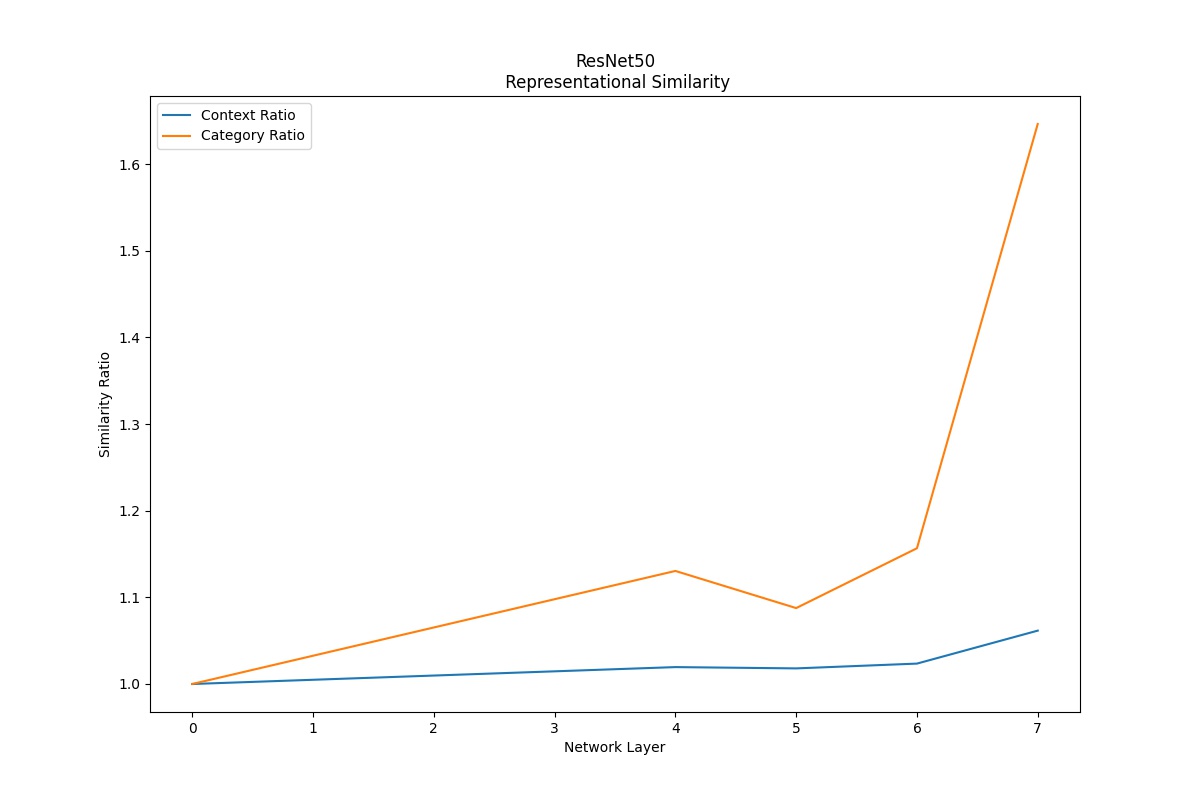 ResNet50
Representational Similarity
Context Ratio
Category Ratio
Similarity Ratio
1.6
1.5
1.4
1.3
1.2
1.1
1.0
0 1 2 3 4 5 6 7
Network Layer